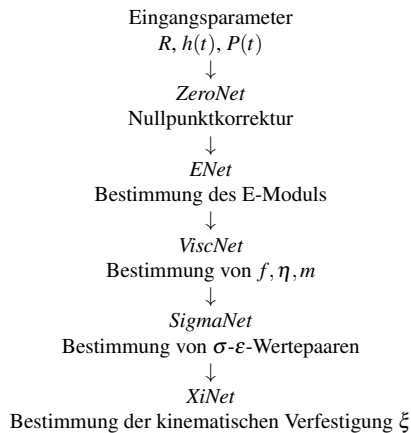 Eingangsparameter
R, h(t), P(t)
↓
ZeroNet
Nullpunktkorrektur
↓
ENet
Bestimmung des E-Moduls
↓
ViscNet
Bestimmung von f, η, m
↓
SigmaNet
Bestimmung von σ-ε-Wertepaaren
↓
XiNet
Bestimmung der kinematischen Verfestigung ξ